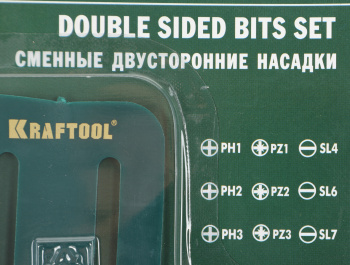 DOUBLE SIDED BITS SET
СМЕННЫЕ ДВУСТОРОННИЕ НАСАДКИ
KRAFTOOL®
PH1 PZ1 SL4
PH2 PZ2 SL6
PH3 PZ3 SL7